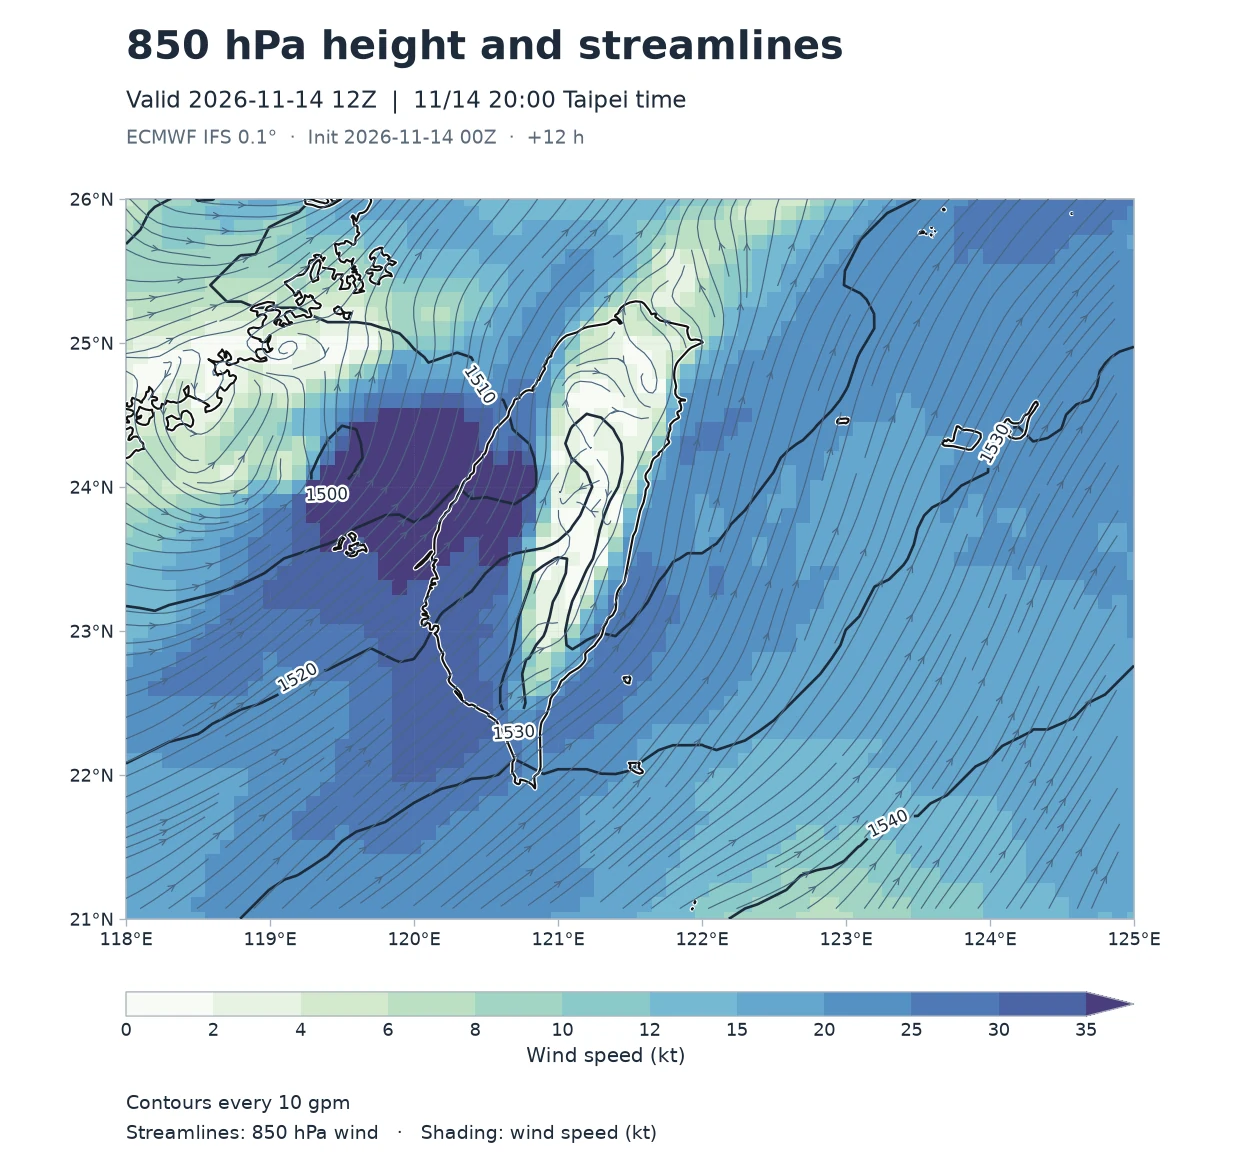 850 hPa height and streamlines
Valid 2026-11-14 12Z | 11/14 20:00 Taipei time
ECMWF IFS 0.1° · Init 2026-11-14 00Z · +12 h
26°N
25°N
1510
1530
24°N
1500
23°N
1520
1530
22°N
1540
21°N
118°E 119°E 120°E 121°E 122°E 123°E 124°E 125°E
0 2 4 6 8 10 12 15 20 25 30 35
Wind speed (kt)
Contours every 10 gpm
Streamlines: 850 hPa wind · Shading: wind speed (kt)